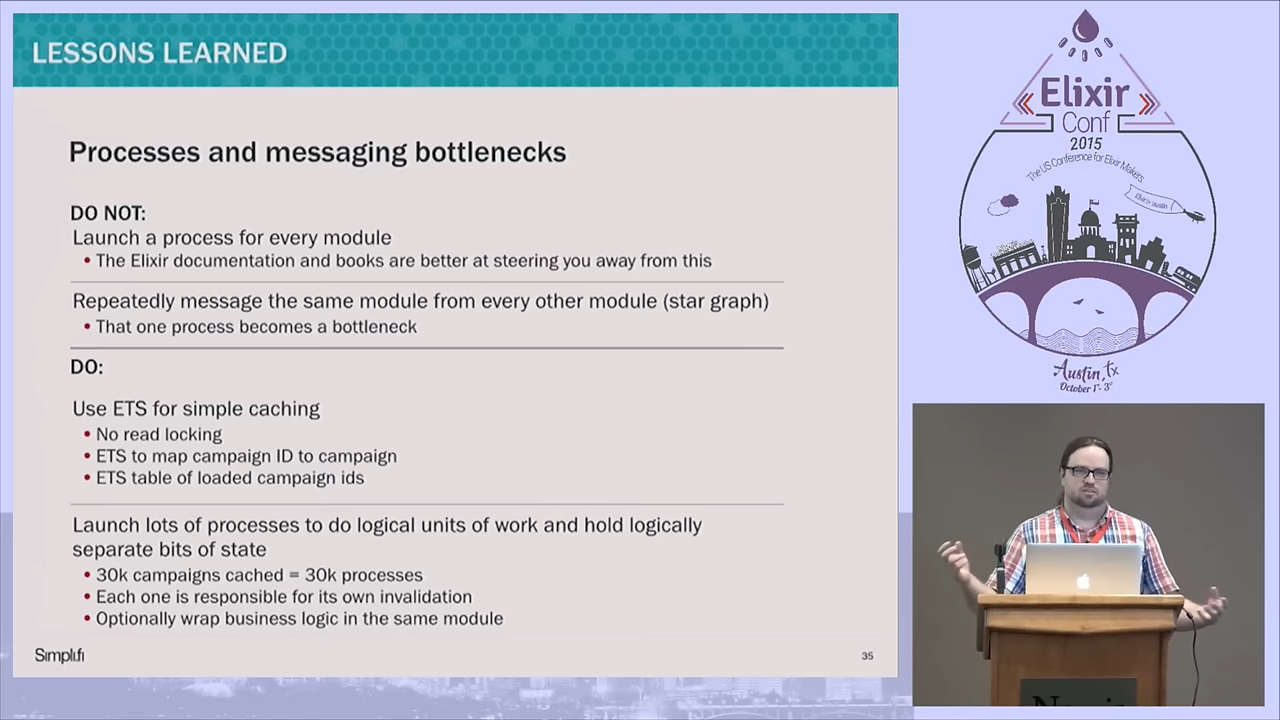 LESSONS LEARNED
Processes and messaging bottlenecks
DO NOT:
Launch a process for every module
• The Elixir documentation and books are better at steering you away from this
Repeatedly message the same module from every other module (star graph)
• That one process becomes a bottleneck
DO:
Use ETS for simple caching
• No read locking
• ETS to map campaign ID to campaign
• ETS table of loaded campaign ids
Launch lots of processes to do logical units of work and hold logically
separate bits of state
• 30k campaigns cached = 30k processes
• Each one is responsible for its own invalidation
• Optionally wrap business logic in the same module
Simpli.fi
35
Elixir
Conf
2015
The US Conference for Elixir Makers
Austin, tx
October 1st - 3rd